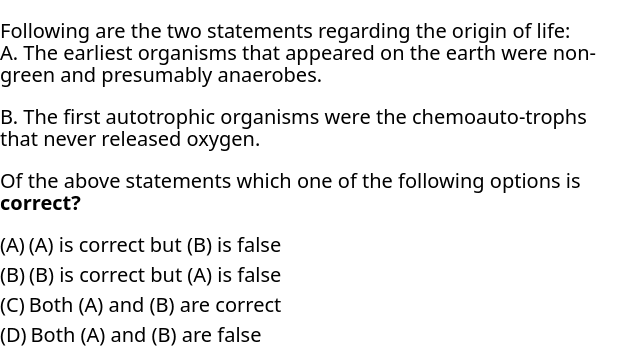 Following are the two statements regarding the origin of life:
A. The earliest organisms that appeared on the earth were non-
green and presumably anaerobes.
B. The first autotrophic organisms were the chemoauto-trophs
that never released oxygen.
Of the above statements which one of the following options is
correct?
(A) (A) is correct but (B) is false
(B) (B) is correct but (A) is false
(C) Both (A) and (B) are correct
(D) Both (A) and (B) are false